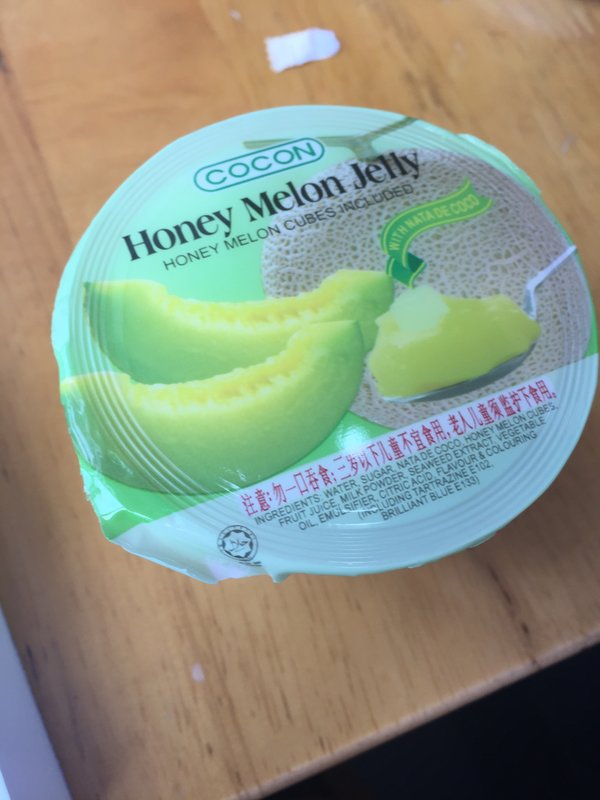 COCON
Honey Melon Jelly
HONEY MELON CUBES INCLUDED
WITH NATA DE COCO
注意:勿一口吞食;三岁以下儿童不宜食用,老人儿童须监护下食用。
INGREDIENTS: WATER, SUGAR, NATA DE COCO, HONEY MELON CUBES,
FRUIT JUICE, MILK POWDER, SEAWEED EXTRACT, VEGETABLE
OIL, EMULSIFIER, CITRIC ACID, FLAVOUR & COLOURING
(INCLUDING TARTRAZINE E102,
BRILLIANT BLUE E133)
حلال